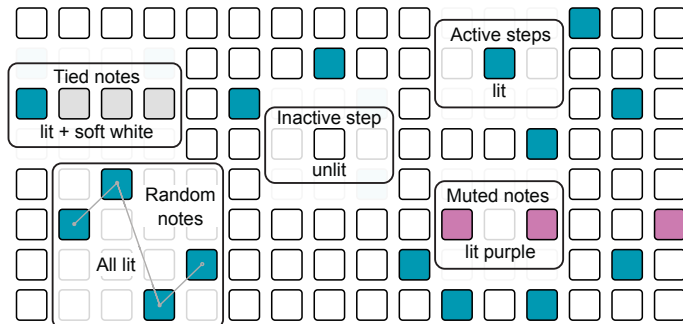 Active steps
lit
Tied notes
lit + soft white
Inactive step
unlit
Random
notes
All lit
Muted notes
lit purple